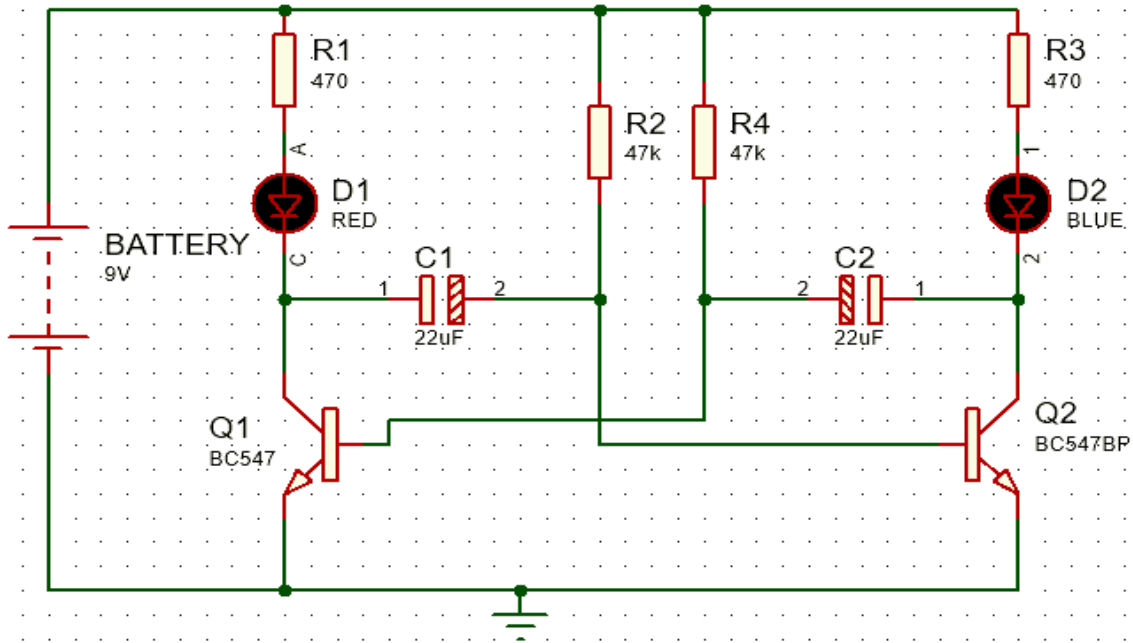 R1
470
A
D1
RED
C
BATTERY
9V
C1
1
2
22uF
R2
47k
R4
47k
C2
2
1
22uF
R3
470
1
D2
BLUE
2
Q1
BC547
Q2
BC547BP